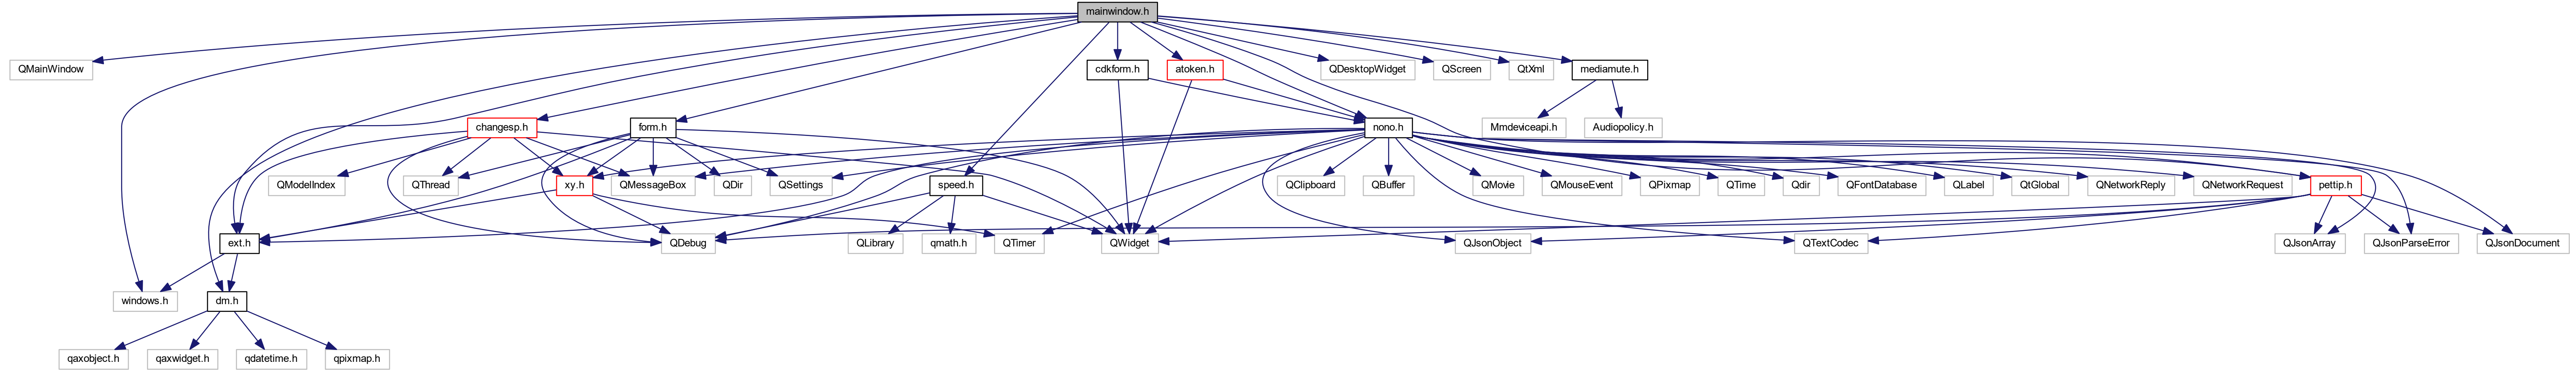 mainwindow.h
QMainWindow
cdkform.h
atoken.h
QDesktopWidget
QScreen
QtXml
mediamute.h
changesp.h
form.h
nono.h
Mmdeviceapi.h
Audiopolicy.h
QModelIndex
QThread
xy.h
QMessageBox
QDir
QSettings
speed.h
QClipboard
QBuffer
QMovie
QMouseEvent
QPixmap
QTime
Qdir
QFontDatabase
QLabel
QtGlobal
QNetworkReply
QNetworkRequest
pettip.h
ext.h
QDebug
QLibrary
qmath.h
QTimer
QWidget
QJsonObject
QTextCodec
QJsonArray
QJsonParseError
QJsonDocument
windows.h
dm.h
qaxobject.h
qaxwidget.h
qdatetime.h
qpixmap.h